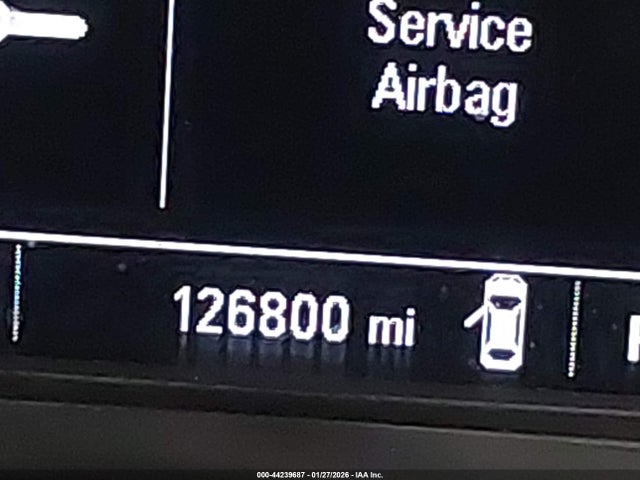 Service
Airbag
126800 mi
000-44239687 - 01/27/2026 - IAA Inc.